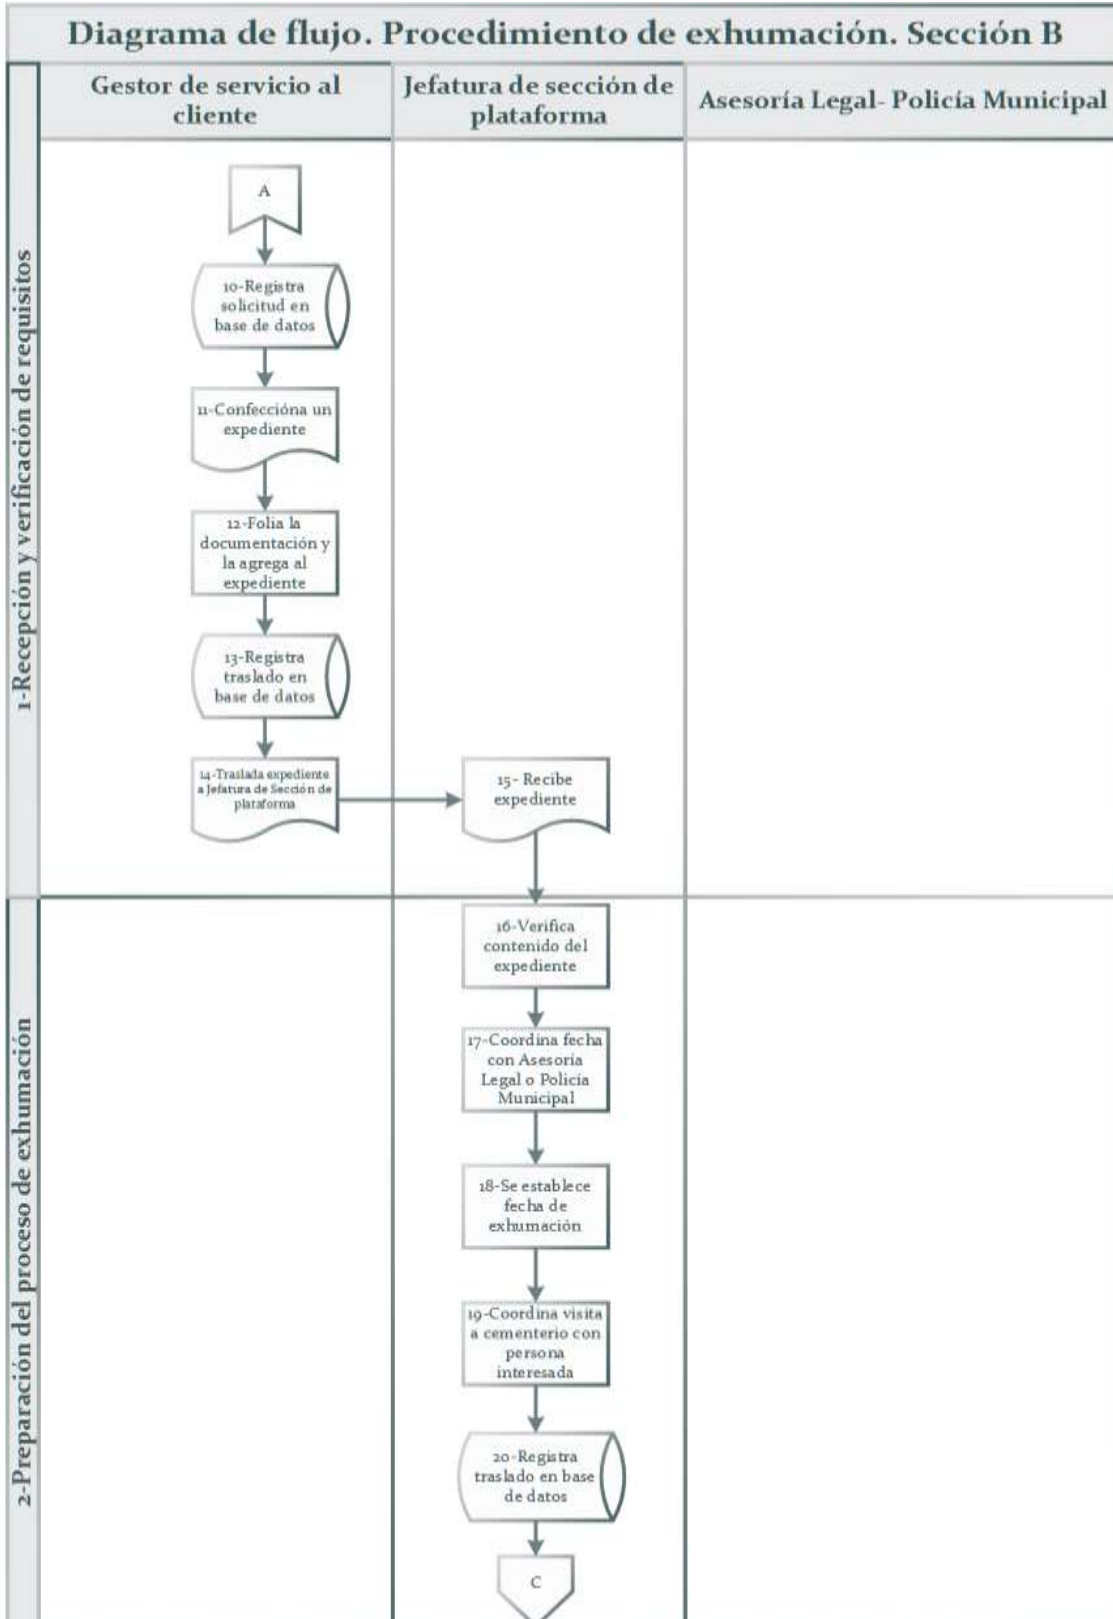 Diagrama de flujo. Procedimiento de exhumación. Sección B
Gestor de servicio al
cliente
Jefatura de sección de
plataforma
Asesoría Legal- Policía Municipal
1-Recepción y verificación de requisitos
A
10-Registra
solicitud en
base de datos
11-Confeccióna un
expediente
12-Folia la
documentación y
la agrega al
expediente
13-Registra
traslado en
base de datos
14-Traslada expediente
a Jefatura de Sección de
plataforma
15- Recibe
expediente
2-Preparación del proceso de exhumación
16-Verifica
contenido del
expediente
17-Coordina fecha
con Asesoría
Legal o Policía
Municipal
18-Se establece
fecha de
exhumación
19-Coordina visita
a cementerio con
persona
interesada
20-Registra
traslado en base
de datos
C